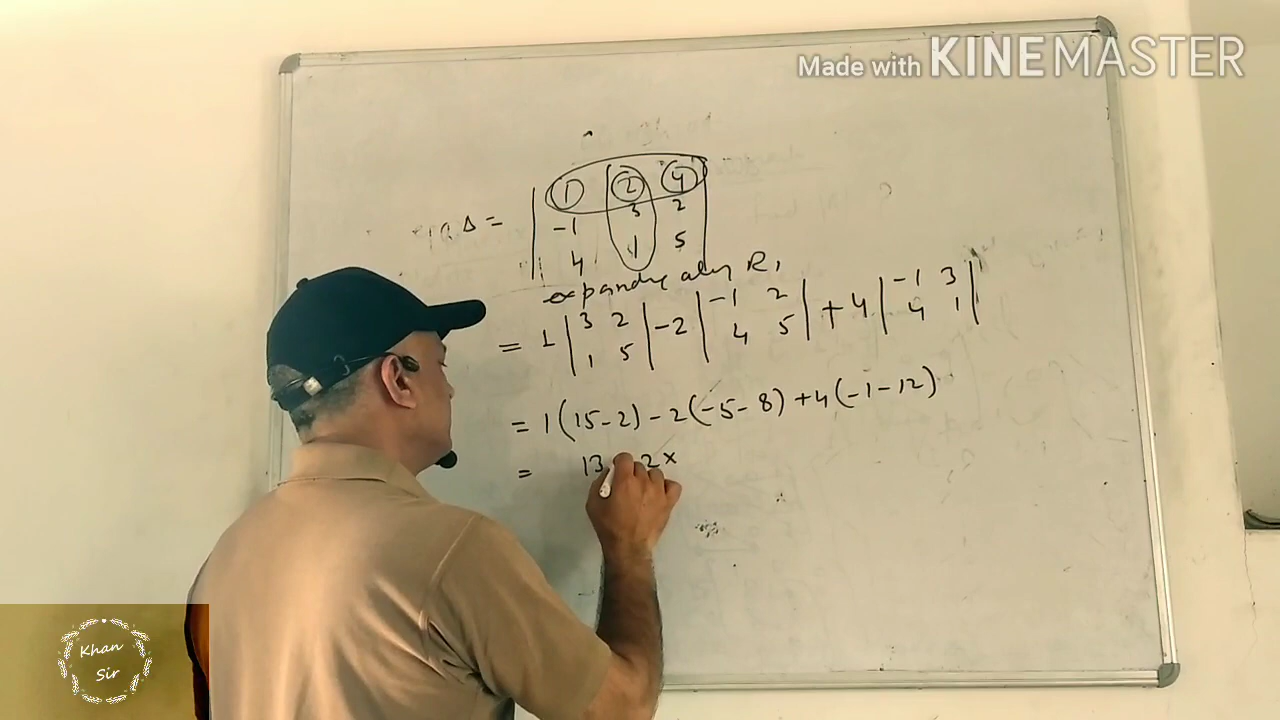 Made with KINEMASTER
Δ =
| 1 2 4 |
| -1 3 2 |
| 4 1 5 |
R₁
= 1 | 3 2 | -2 | -1 2 | + 4 | -1 3 |
| 1 5 | | 4 5 | | 4 1 |
= 1(15-2) - 2(-5-8) + 4(-1-12)
= 13 2×
Khan
Sir